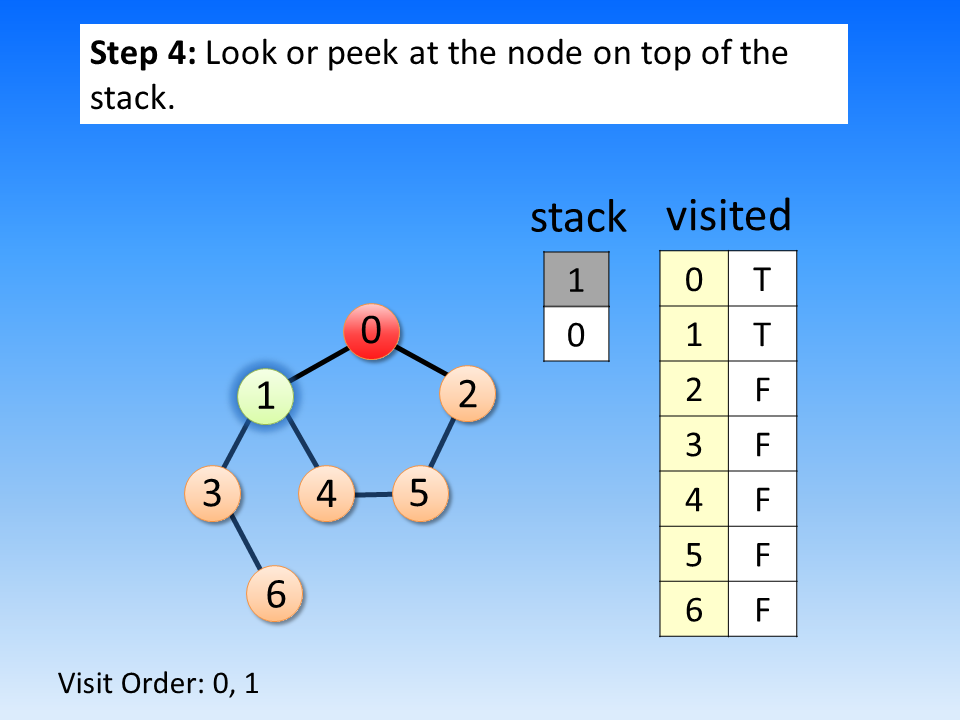 Step 4: Look or peek at the node on top of the
stack.
stack visited
1
0
0 T
1 T
2 F
3 F
4 F
5 F
6 F
0
1
2
3
4
5
6
Visit Order: 0, 1